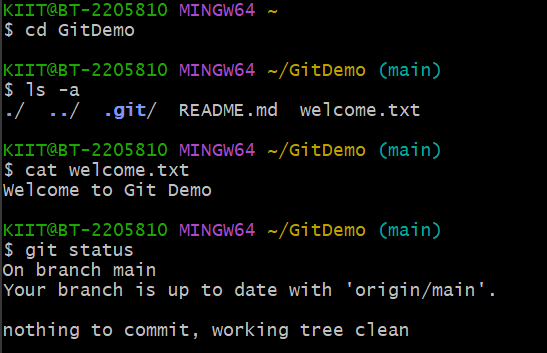 KIIT@BT-2205810 MINGW64 ~
$ cd GitDemo
KIIT@BT-2205810 MINGW64 ~/GitDemo (main)
$ ls -a
./  ../  .git/  README.md  welcome.txt
KIIT@BT-2205810 MINGW64 ~/GitDemo (main)
$ cat welcome.txt
Welcome to Git Demo
KIIT@BT-2205810 MINGW64 ~/GitDemo (main)
$ git status
On branch main
Your branch is up to date with 'origin/main'.
nothing to commit, working tree clean